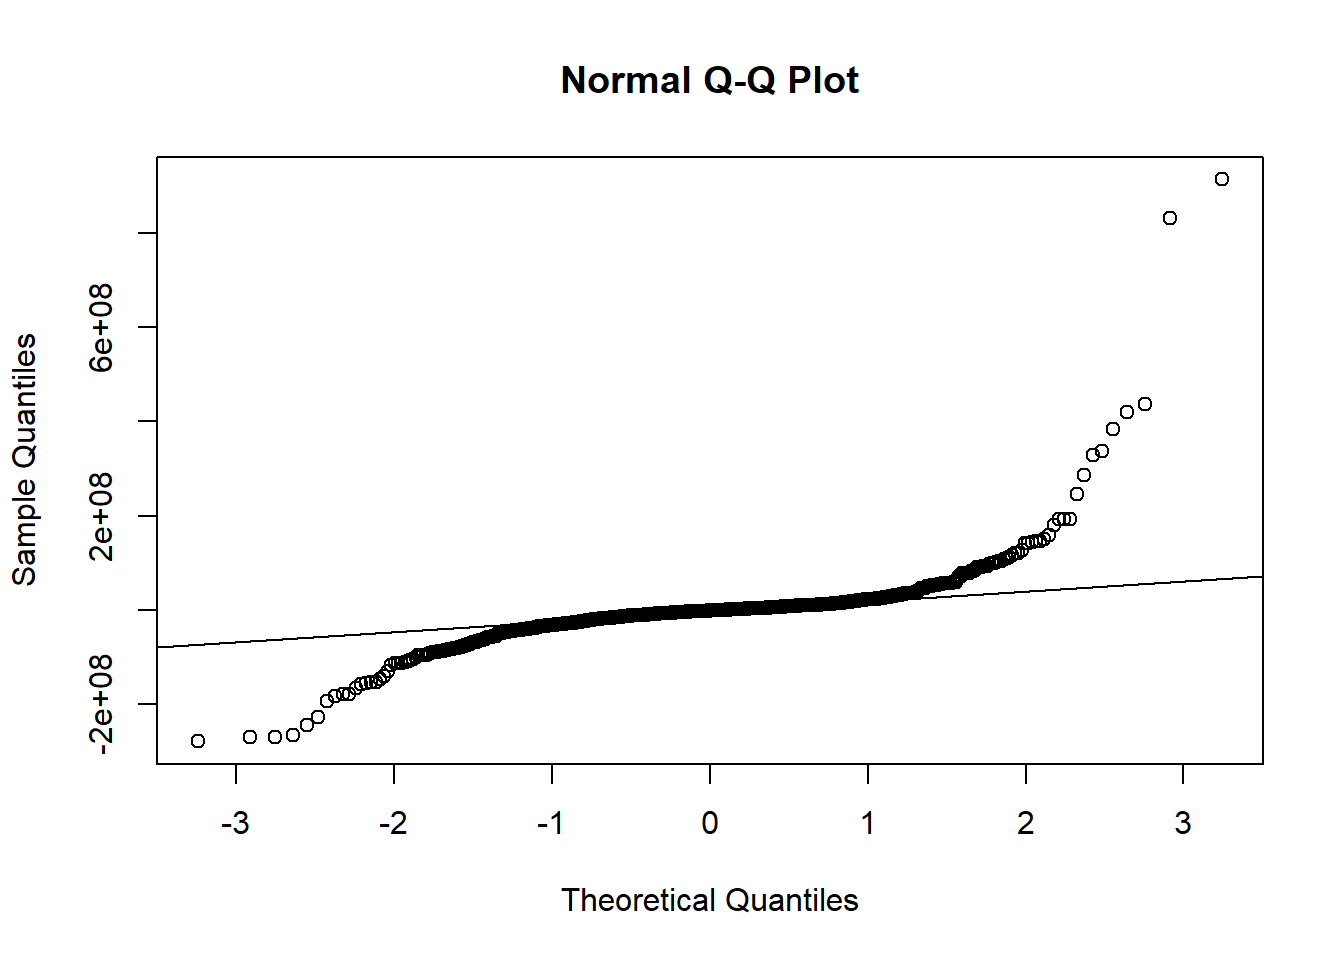 Normal Q-Q Plot
Sample Quantiles
6e+08
2e+08
-2e+08
-3 -2 -1 0 1 2 3
Theoretical Quantiles